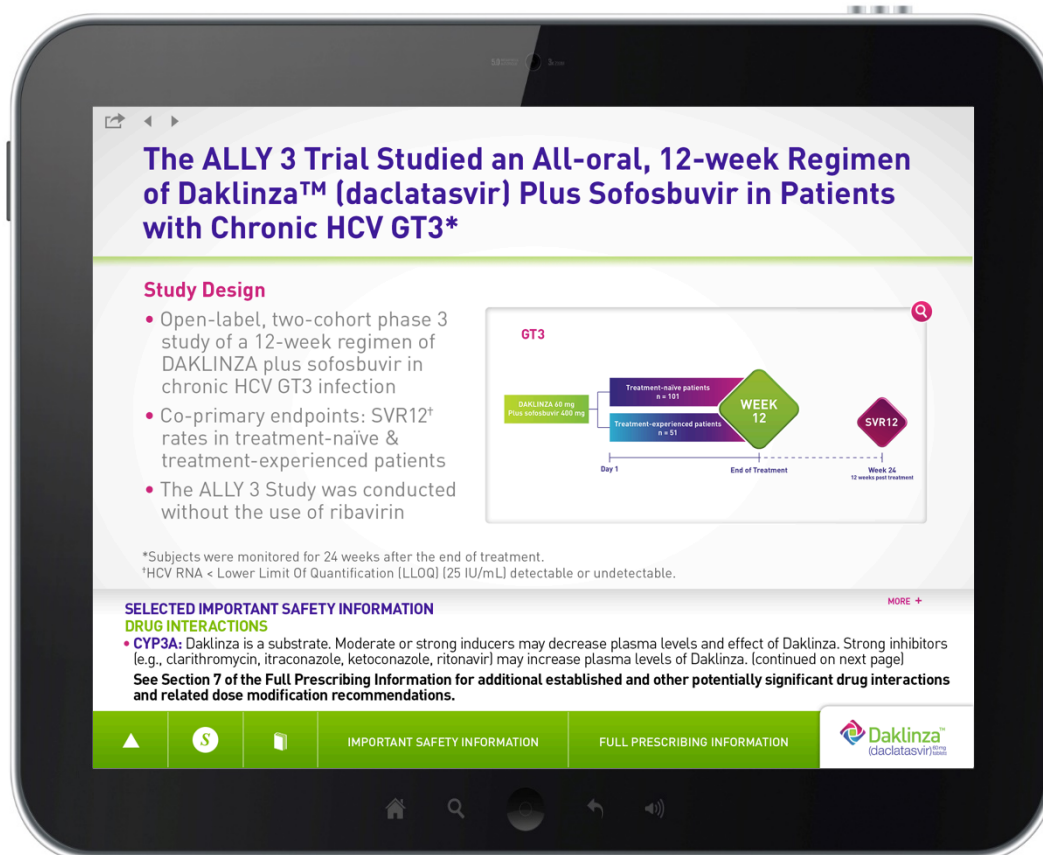 The ALLY 3 Trial Studied an All-oral, 12-week Regimen
of Daklinza™ (daclatasvir) Plus Sofosbuvir in Patients
with Chronic HCV GT3*
Study Design
• Open-label, two-cohort phase 3
study of a 12-week regimen of
DAKLINZA plus sofosbuvir in
chronic HCV GT3 infection
• Co-primary endpoints: SVR12†
rates in treatment-naïve &
treatment-experienced patients
• The ALLY 3 Study was conducted
without the use of ribavirin
GT3
DAKLINZA 60 mg
Plus sofosbuvir 400 mg
Treatment-naïve patients
n = 101
Treatment-experienced patients
n = 51
WEEK
12
SVR12
Day 1
End of Treatment
Week 24
12 weeks post treatment
*Subjects were monitored for 24 weeks after the end of treatment.
†HCV RNA < Lower Limit Of Quantification (LLOQ) (25 IU/mL) detectable or undetectable.
MORE +
SELECTED IMPORTANT SAFETY INFORMATION
DRUG INTERACTIONS
• CYP3A: Daklinza is a substrate. Moderate or strong inducers may decrease plasma levels and effect of Daklinza. Strong inhibitors
(e.g., clarithromycin, itraconazole, ketoconazole, ritonavir) may increase plasma levels of Daklinza. (continued on next page)
See Section 7 of the Full Prescribing Information for additional established and other potentially significant drug interactions
and related dose modification recommendations.
S
IMPORTANT SAFETY INFORMATION
FULL PRESCRIBING INFORMATION
Daklinza™
(daclatasvir) 60mg
tablets